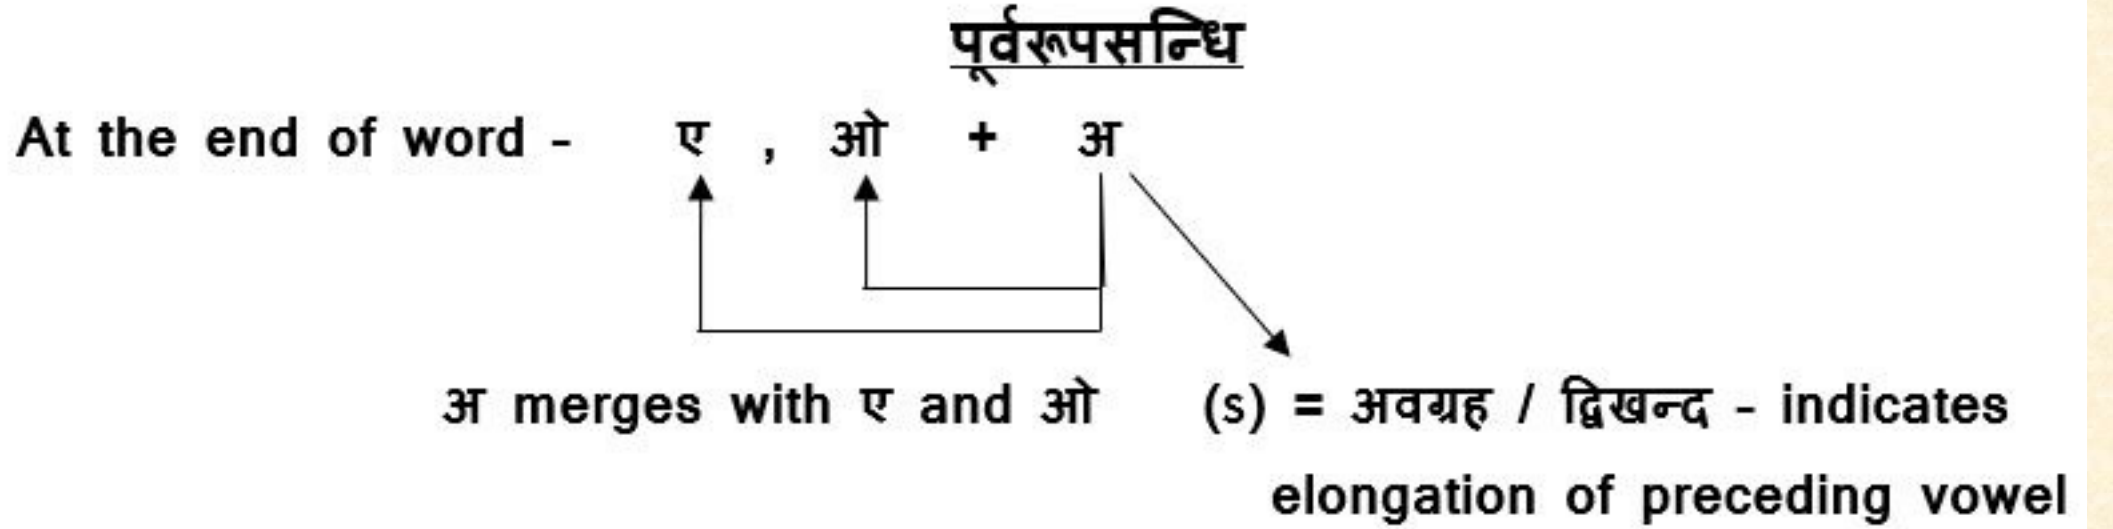 पूर्वरूपसन्धि
At the end of word - ए , ओ + अ
अ merges with ए and ओ (s) = अवग्रह / द्विखन्द - indicates
elongation of preceding vowel